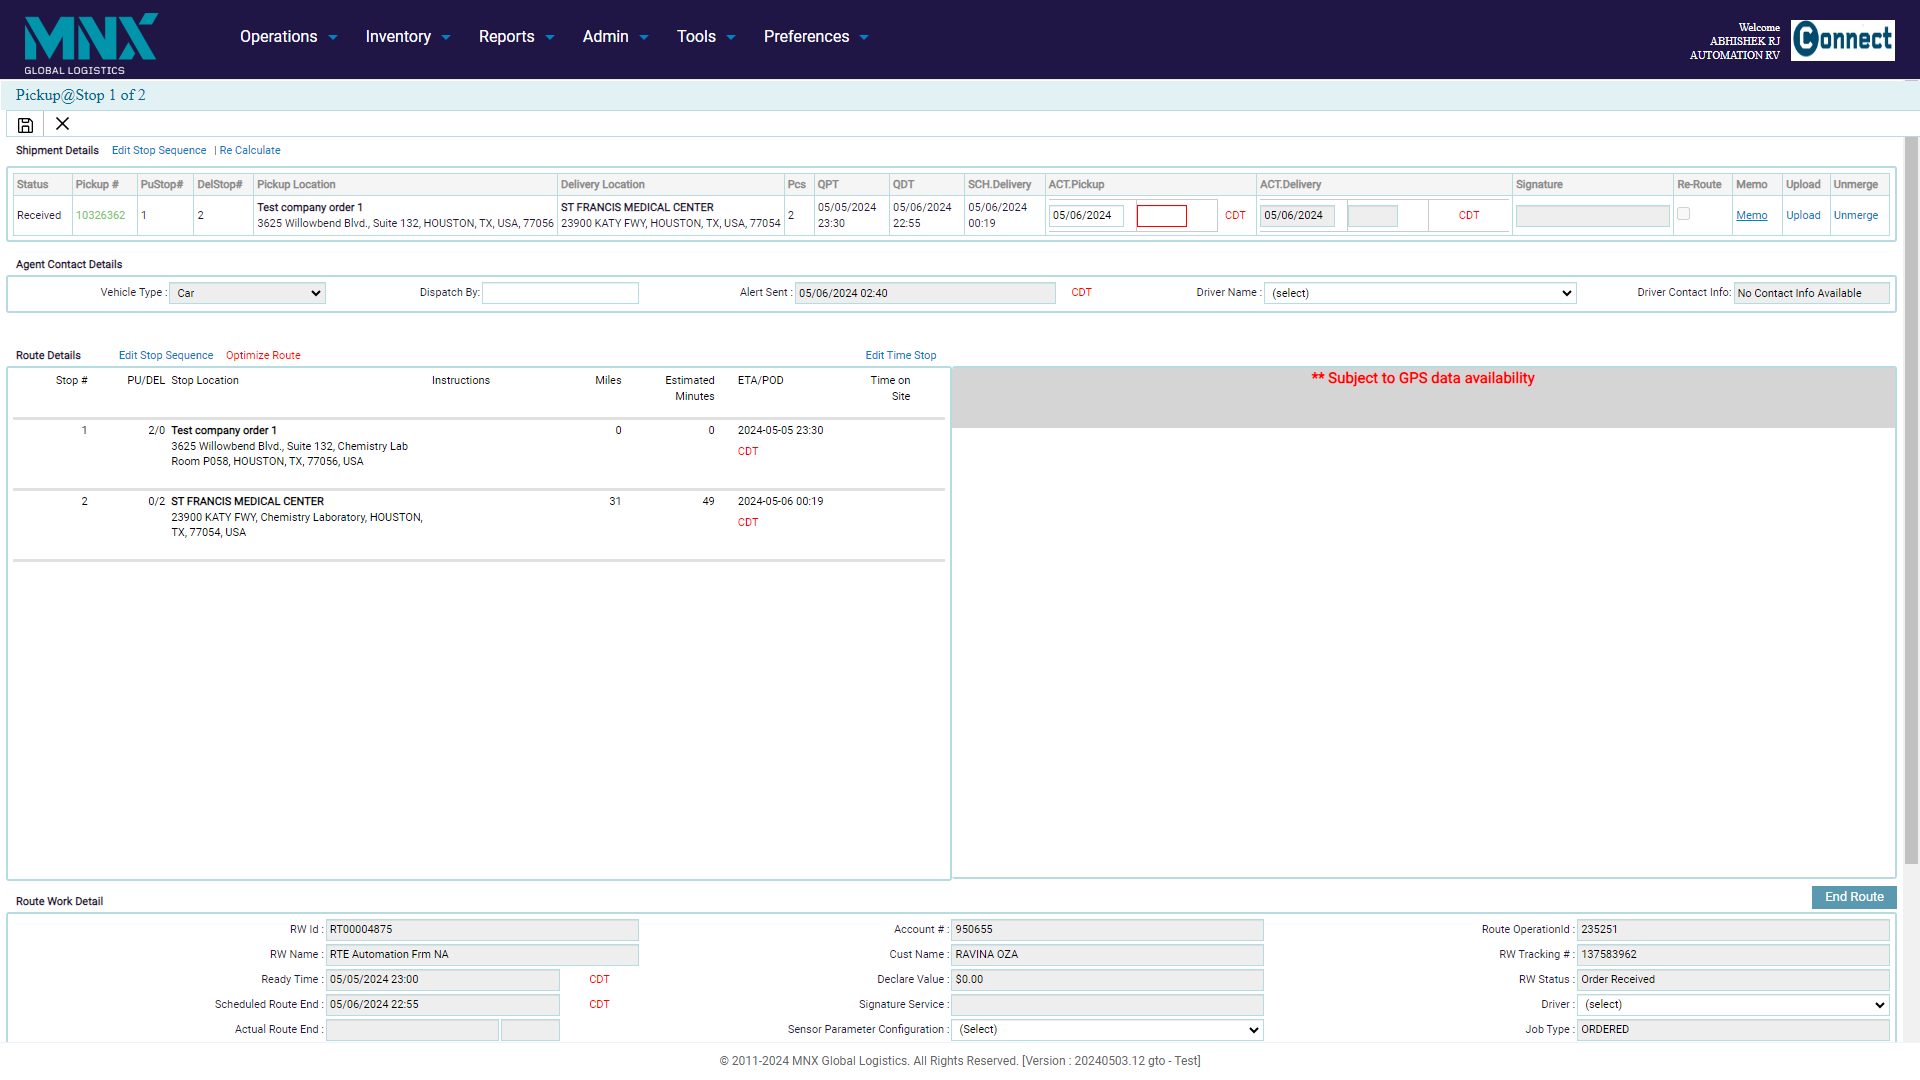 MNX
GLOBAL LOGISTICS
Operations Inventory Reports Admin Tools Preferences
Welcome
ABHISHEK RJ
AUTOMATION RV
Connect
Pickup@Stop 1 of 2
Shipment Details Edit Stop Sequence | Re Calculate
Status Pickup # PuStop# DelStop# Pickup Location Delivery Location Pcs QPT QDT SCH.Delivery ACT.Pickup ACT.Delivery Signature Re-Route Memo Upload Unmerge
Received 10326362 1 2 Test company order 1 ST FRANCIS MEDICAL CENTER 2 05/05/2024 05/06/2024 05/06/2024 05/06/2024 CDT 05/06/2024 CDT Memo Upload Unmerge
3625 Willowbend Blvd., Suite 132, HOUSTON, TX, USA, 77056 23900 KATY FWY, HOUSTON, TX, USA, 77054 23:30 22:55 00:19
Agent Contact Details
Vehicle Type : Car Dispatch By: Alert Sent : 05/06/2024 02:40 CDT Driver Name : (select) Driver Contact Info: No Contact Info Available
Route Details Edit Stop Sequence Optimize Route Edit Time Stop
Stop # PU/DEL Stop Location Instructions Miles Estimated Minutes ETA/POD Time on Site
** Subject to GPS data availability
1 2/0 Test company order 1 0 0 2024-05-05 23:30
3625 Willowbend Blvd., Suite 132, Chemistry Lab CDT
Room P058, HOUSTON, TX, 77056, USA
2 0/2 ST FRANCIS MEDICAL CENTER 31 49 2024-05-06 00:19
23900 KATY FWY, Chemistry Laboratory, HOUSTON, CDT
TX, 77054, USA
Route Work Detail End Route
RW Id : RT00004875 Account # : 950655 Route OperationId : 235251
RW Name : RTE Automation Frm NA Cust Name : RAVINA OZA RW Tracking # : 137583962
Ready Time : 05/05/2024 23:00 CDT Declare Value : $0.00 RW Status : Order Received
Scheduled Route End : 05/06/2024 22:55 CDT Signature Service : Driver : (select)
Actual Route End : Sensor Parameter Configuration : (Select) Job Type : ORDERED
© 2011-2024 MNX Global Logistics. All Rights Reserved. [Version : 20240503.12 gto - Test]